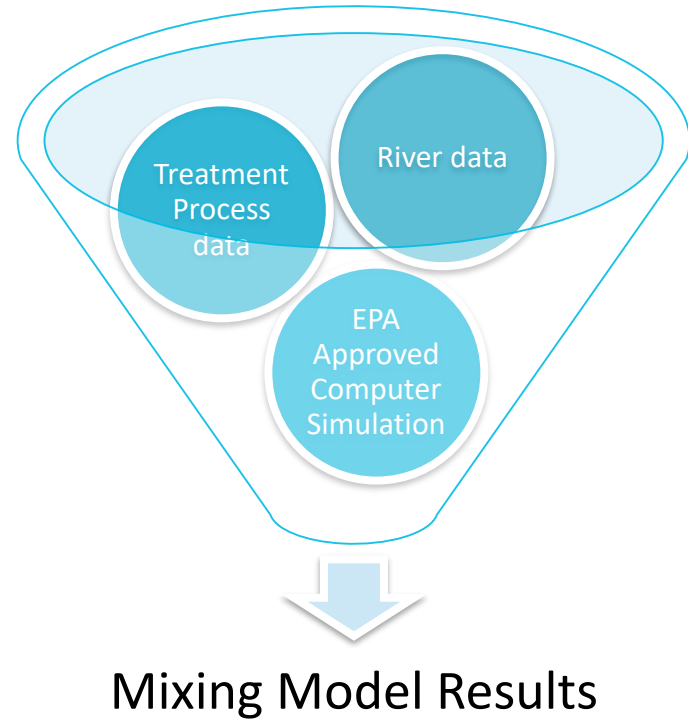 Treatment
Process
data
River data
EPA
Approved
Computer
Simulation
Mixing Model Results